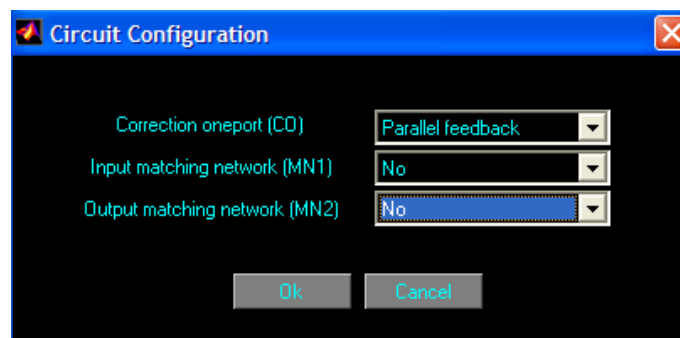 Circuit Configuration
Correction oneport (CO) Parallel feedback
Input matching network (MN1) No
Output matching network (MN2) No
Ok Cancel